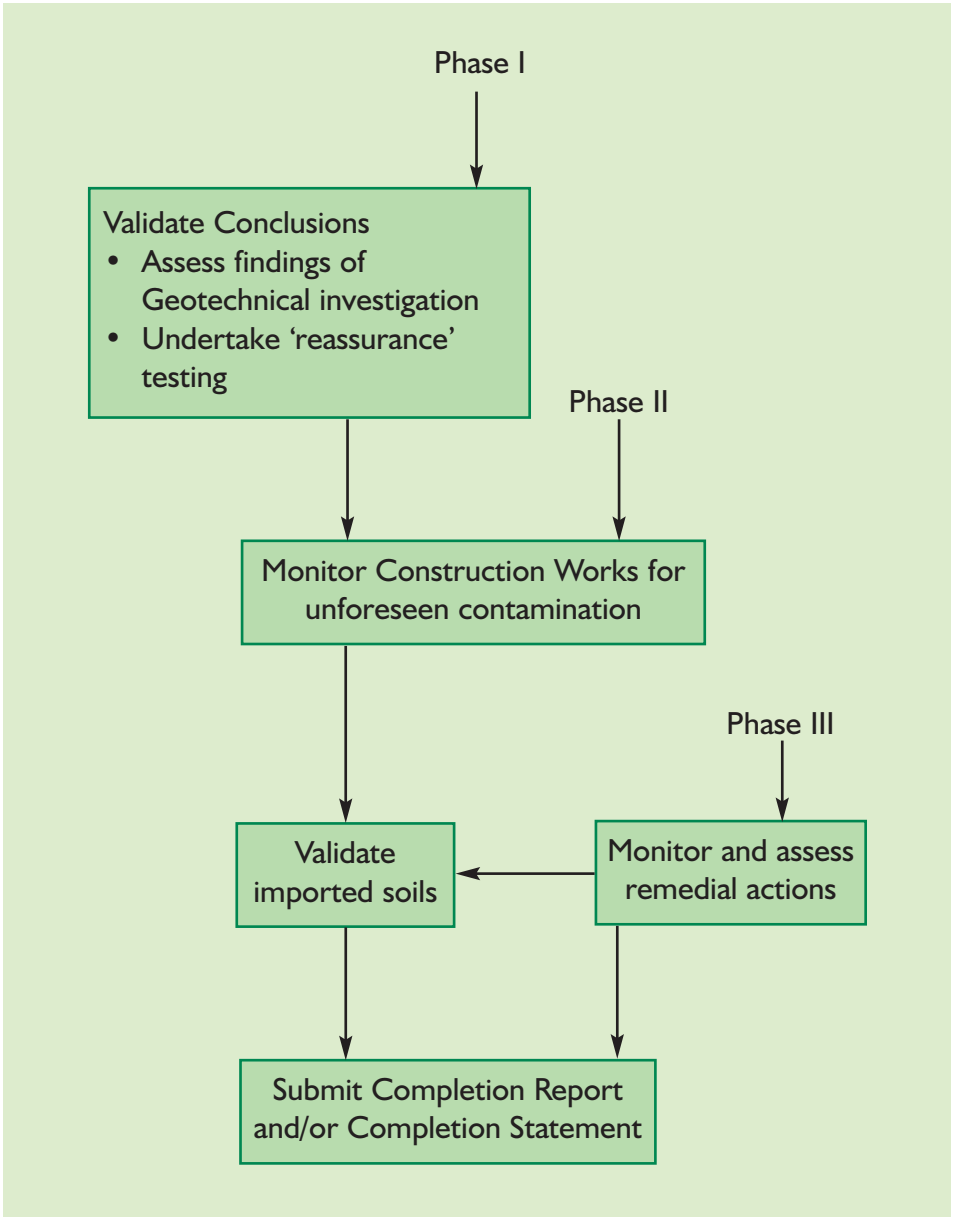 Phase I
Validate Conclusions
• Assess findings of
Geotechnical investigation
• Undertake ‘reassurance’
testing
Phase II
Monitor Construction Works for
unforeseen contamination
Phase III
Validate
imported soils
Monitor and assess
remedial actions
Submit Completion Report
and/or Completion Statement